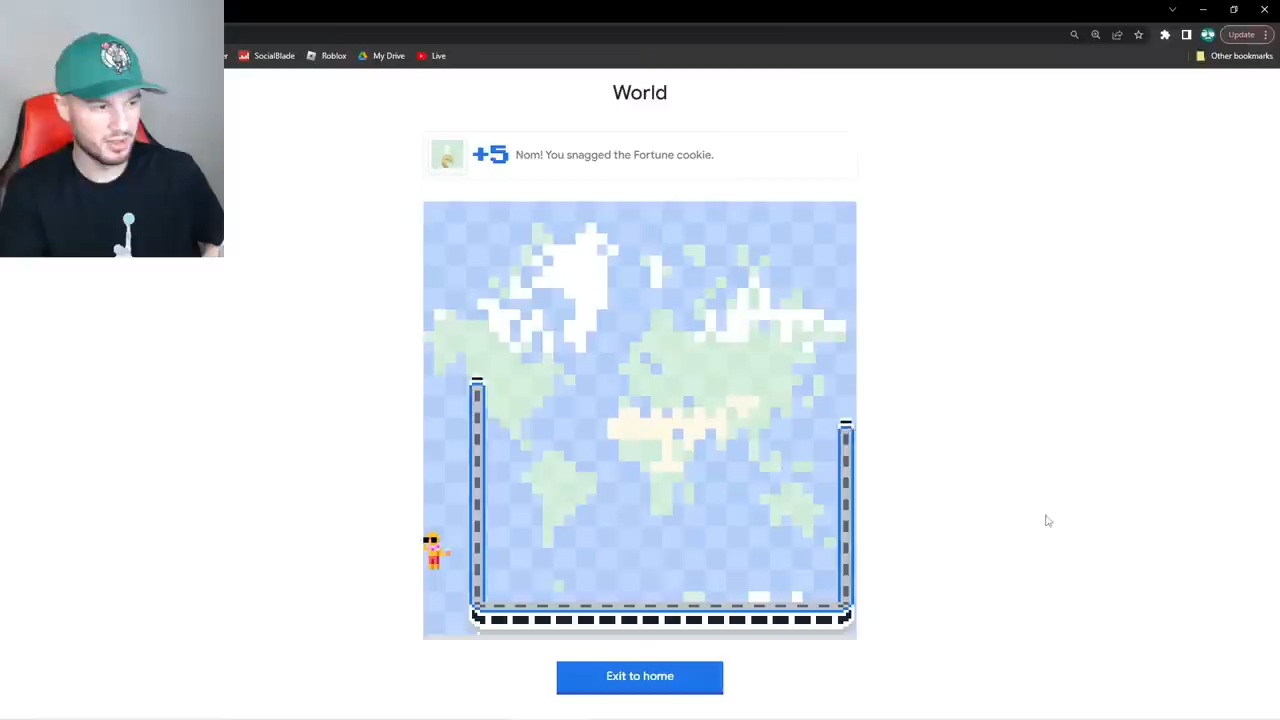 Update
r SocialBlade Roblox My Drive Live Other bookmarks
World
+5 Nom! You snagged the Fortune cookie.
Exit to home